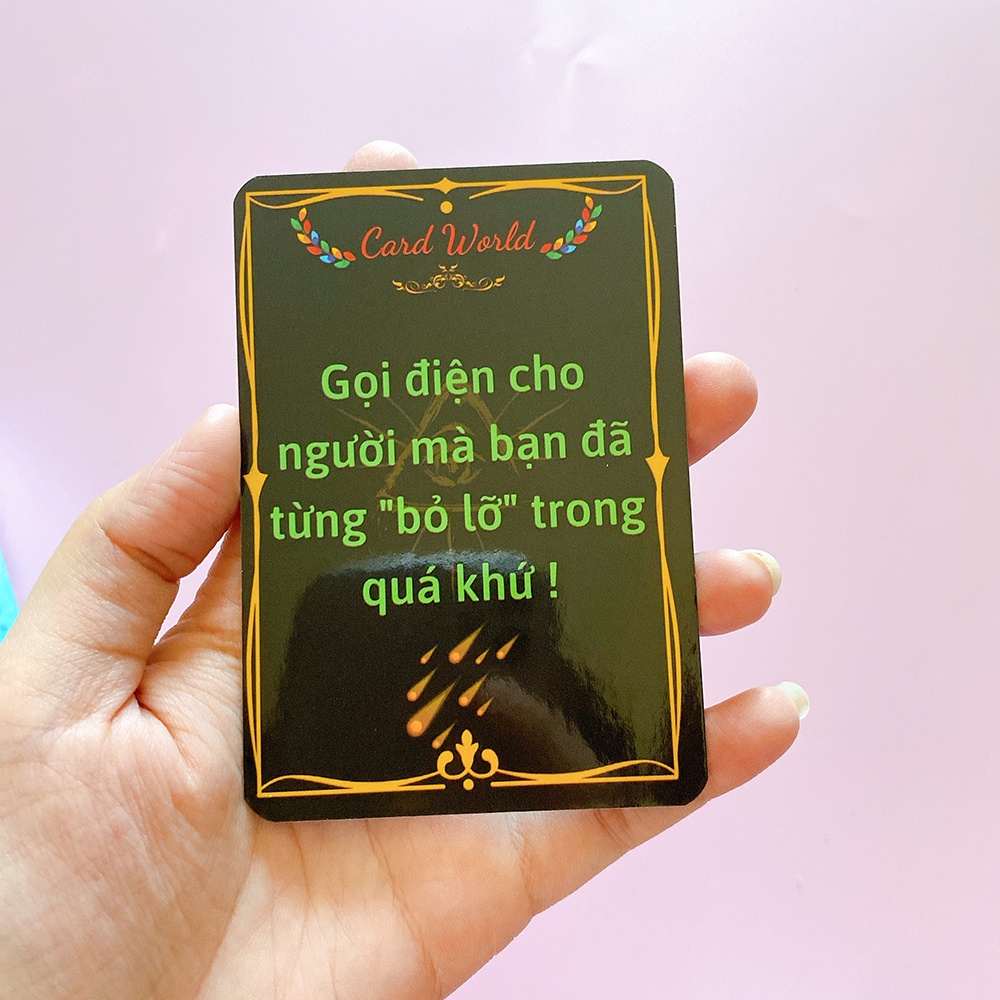 Card World
Gọi điện cho
người mà bạn đã
từng "bỏ lỡ" trong
quá khứ !